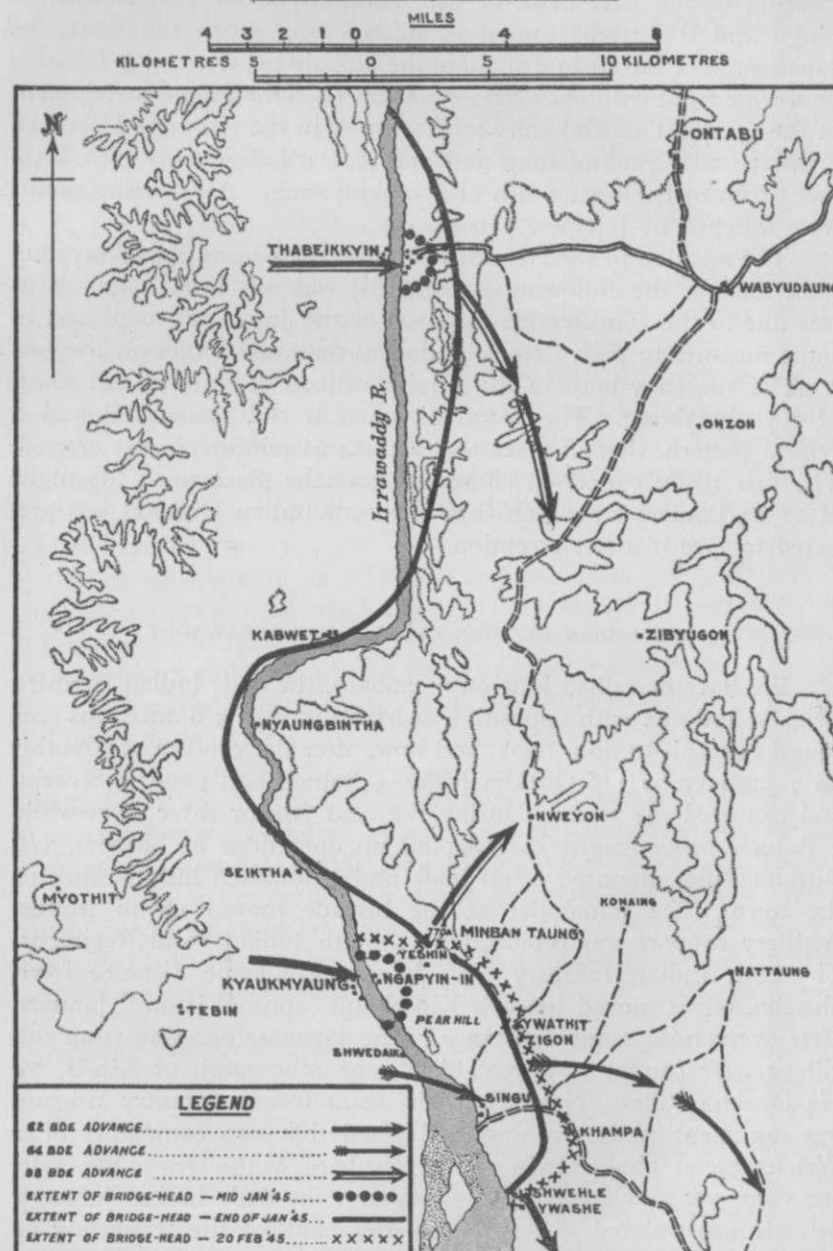 MILES
4 3 2 1 0 4 8
KILOMETRES 5 0 5 10 KILOMETRES
N
ONTABU
THABEIKKYIN
WABYUDAUNG
Irrawaddy R.
ONZON
KABWET
ZIBYUGON
NYAUNGBINTHA
NWEYON
SEIKTHA
MYOTHIT
KONAING
770
MINBAN TAUNG
YESHIN
NATTAUNG
KYAUKMYAUNG
NGAPYIN-IN
TEBIN
PEAR HILL
YWATHIT
ZIGON
SHWEDAIK
SINGU
KHAMPA
SHWEHLE
YWASHE
LEGEND
62 BDE ADVANCE
64 BDE ADVANCE
98 BDE ADVANCE
EXTENT OF BRIDGE-HEAD - MID JAN '45
EXTENT OF BRIDGE-HEAD - END OF JAN '45
EXTENT OF BRIDGE-HEAD -- 20 FEB '45